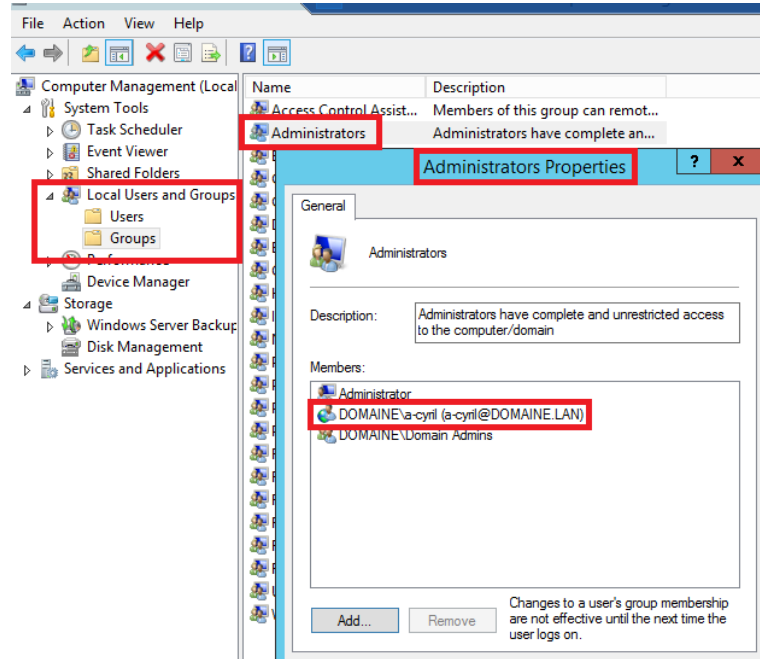 File Action View Help
Computer Management (Local
System Tools
Task Scheduler
Event Viewer
Shared Folders
Local Users and Groups
Users
Groups
Performance
Device Manager
Storage
Windows Server Backup
Disk Management
Services and Applications
Name Description
Access Control Assist... Members of this group can remot...
Administrators Administrators have complete an...
Administrators Properties ? x
General
Administrators
Description: Administrators have complete and unrestricted access
to the computer/domain
Members:
Administrator
DOMAINE\a-cyril (a-cyril@DOMAINE.LAN)
DOMAINE\Domain Admins
Add... Remove
Changes to a user's group membership
are not effective until the next time the
user logs on.